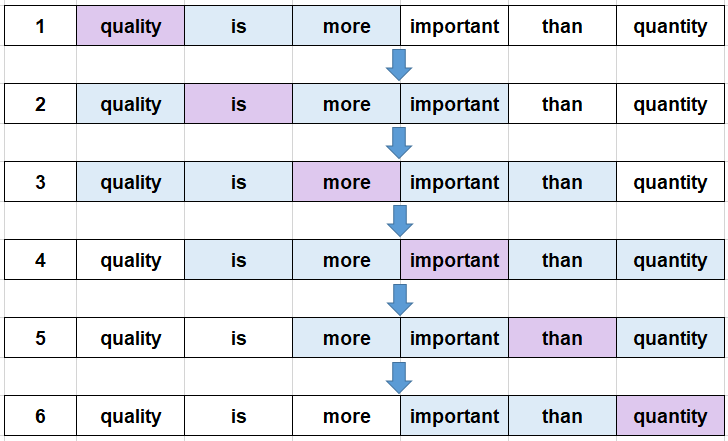 1 quality is more important than quantity
2 quality is more important than quantity
3 quality is more important than quantity
4 quality is more important than quantity
5 quality is more important than quantity
6 quality is more important than quantity